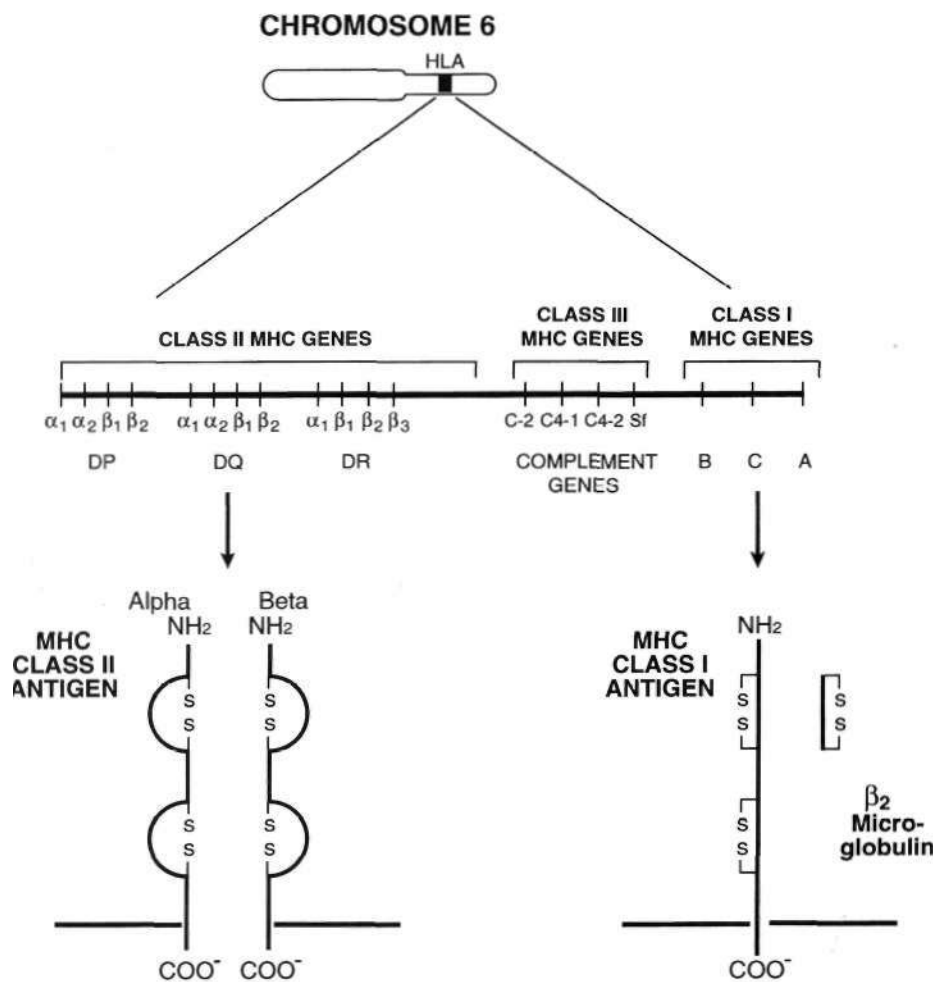 CHROMOSOME 6
HLA
CLASS II MHC GENES
CLASS III
MHC GENES
CLASS I
MHC GENES
α₁ α₂ β₁ β₂ α₁ α₂ β₁ β₂ α₁ β₁ β₂ β₃ C-2 C4-1 C4-2 Sf
DP DQ DR COMPLEMENT
GENES
B C A
Alpha Beta
NH₂ NH₂
MHC
CLASS II
ANTIGEN
S S
S S
S S
S S
COO⁻ COO⁻
MHC
CLASS I
ANTIGEN
NH₂
S S
S S
S
S
β₂
Micro-
globulin
COO⁻